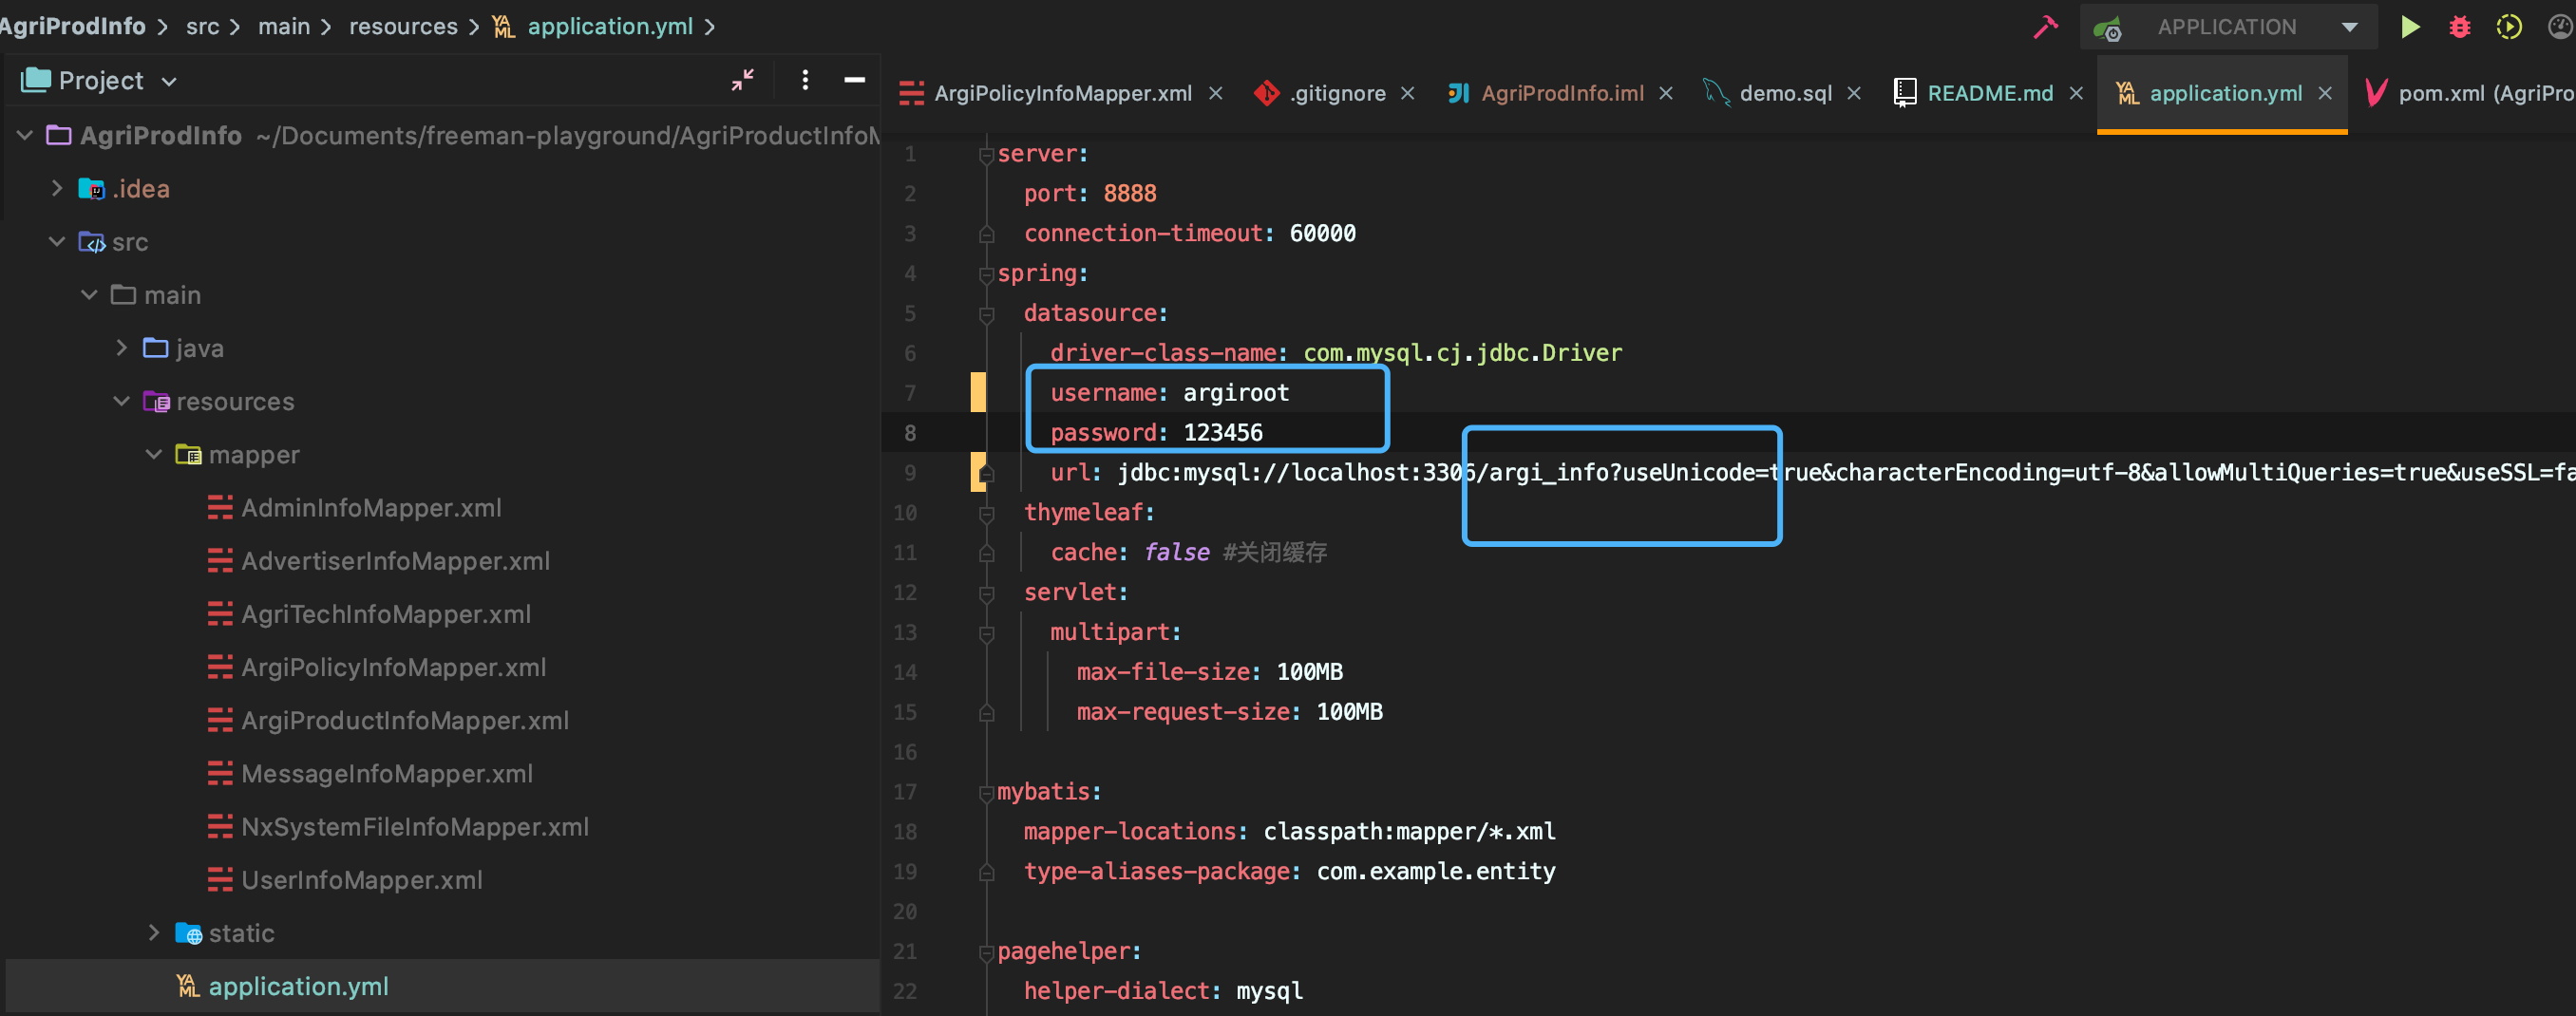 AgriProdInfo > src > main > resources > application.yml >
APPLICATION
Project
ArgiPolicyInfoMapper.xml
.gitignore
AgriProdInfo.iml
demo.sql
README.md
application.yml
pom.xml (AgriPro
AgriProdInfo ~/Documents/freeman-playground/AgriProductInfoM
.idea
src
main
java
resources
mapper
AdminInfoMapper.xml
AdvertiserInfoMapper.xml
AgriTechInfoMapper.xml
ArgiPolicyInfoMapper.xml
ArgiProductInfoMapper.xml
MessageInfoMapper.xml
NxSystemFileInfoMapper.xml
UserInfoMapper.xml
static
application.yml
1 server:
2 port: 8888
3 connection-timeout: 60000
4 spring:
5 datasource:
6 driver-class-name: com.mysql.cj.jdbc.Driver
7 username: argiroot
8 password: 123456
9 url: jdbc:mysql://localhost:3306/argi_info?useUnicode=true&characterEncoding=utf-8&allowMultiQueries=true&useSSL=fa
10 thymeleaf:
11 cache: false #关闭缓存
12 servlet:
13 multipart:
14 max-file-size: 100MB
15 max-request-size: 100MB
16
17 mybatis:
18 mapper-locations: classpath:mapper/*.xml
19 type-aliases-package: com.example.entity
20
21 pagehelper:
22 helper-dialect: mysql